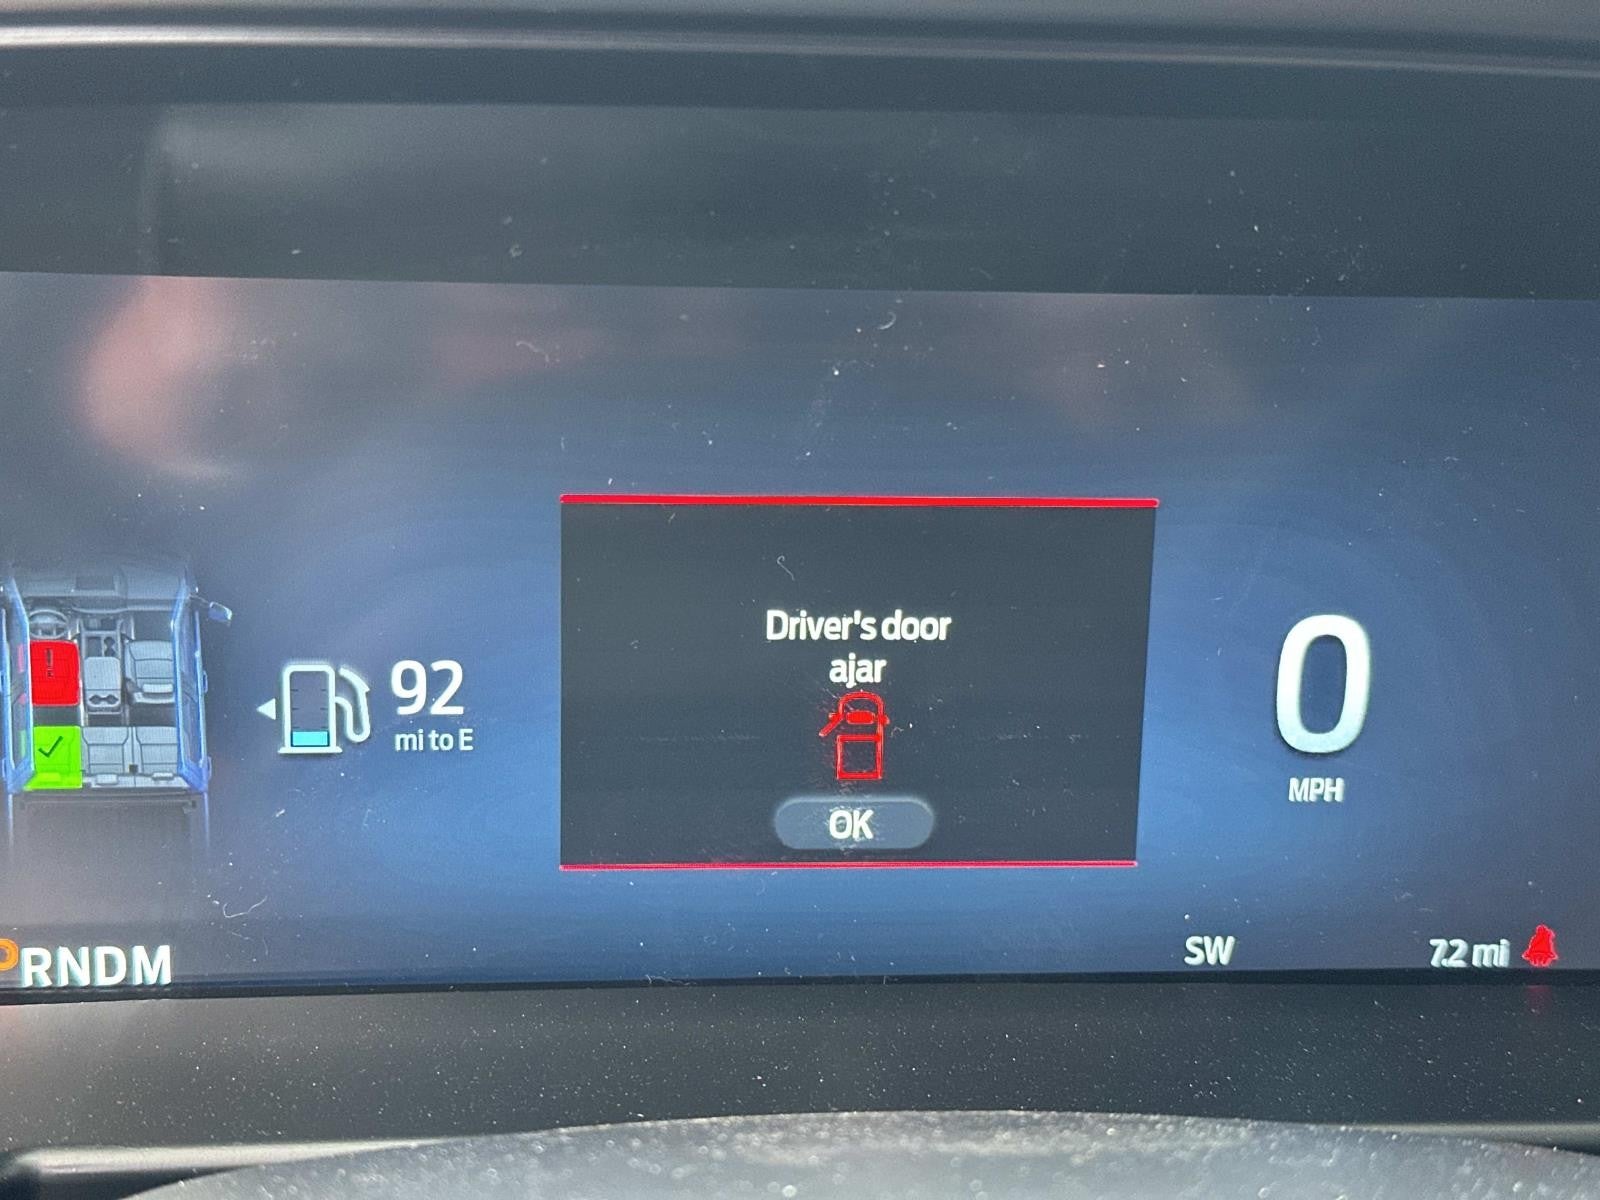 Driver's door
ajar
OK
92
mi to E
0
MPH
PRNDM
SW
7.2 mi